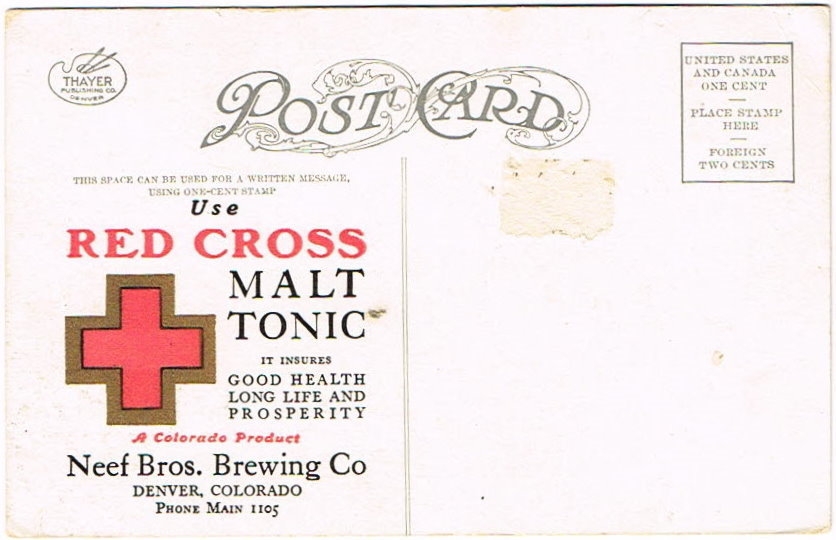 THAYER
PUBLISHING CO.
DENVER
POST CARD
UNITED STATES
AND CANADA
ONE CENT
PLACE STAMP
HERE
FOREIGN
TWO CENTS
THIS SPACE CAN BE USED FOR A WRITTEN MESSAGE,
USING ONE-CENT STAMP
Use
RED CROSS
MALT
TONIC
IT INSURES
GOOD HEALTH
LONG LIFE AND
PROSPERITY
A Colorado Product
Neef Bros. Brewing Co
DENVER, COLORADO
PHONE MAIN 1105